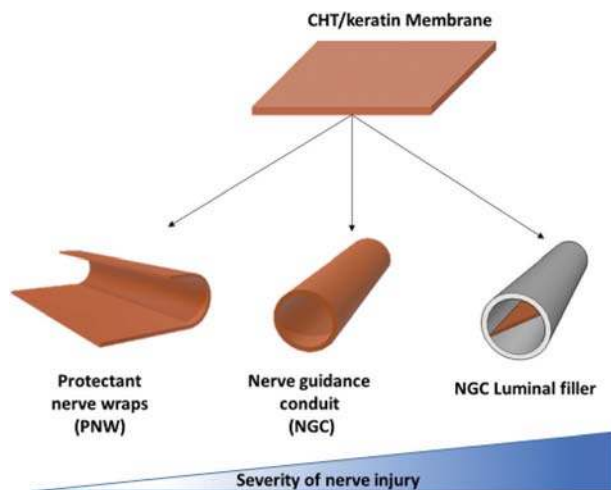 CHT/keratin Membrane
Protectant
nerve wraps
(PNW)
Nerve guidance
conduit
(NGC)
NGC Luminal filler
Severity of nerve injury